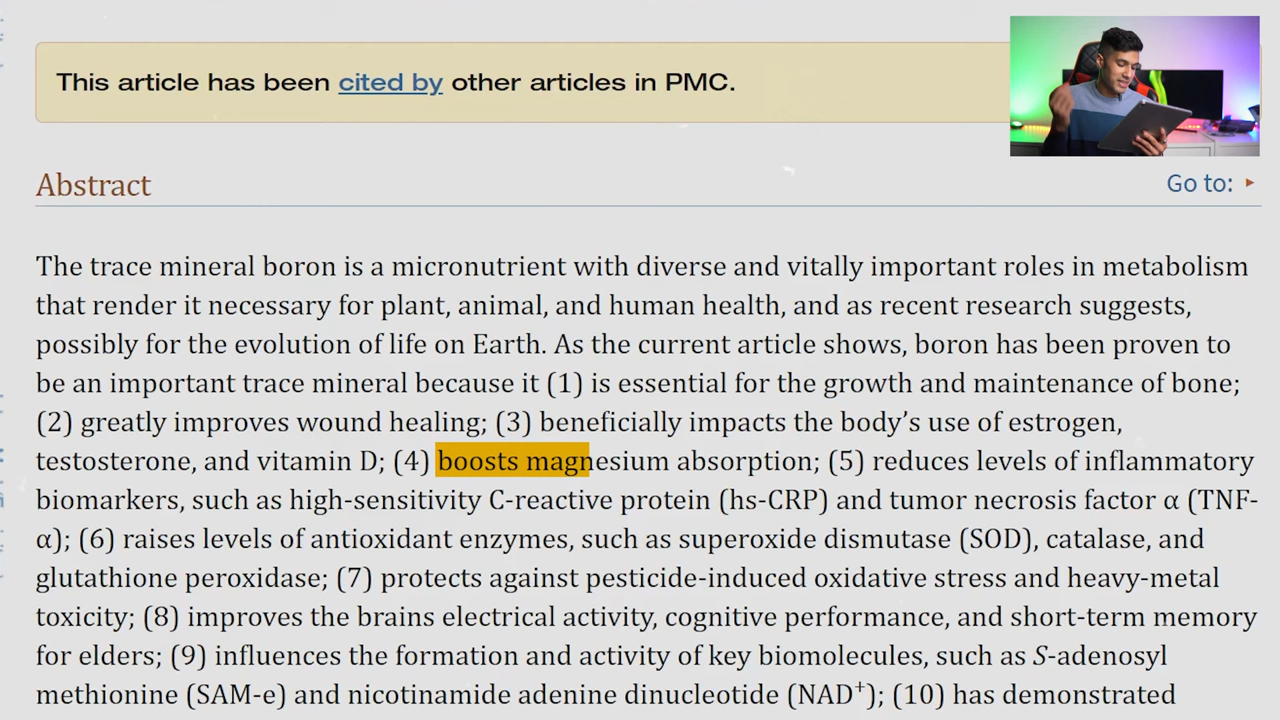 This article has been cited by other articles in PMC.
Abstract
Go to:
The trace mineral boron is a micronutrient with diverse and vitally important roles in metabolism
that render it necessary for plant, animal, and human health, and as recent research suggests,
possibly for the evolution of life on Earth. As the current article shows, boron has been proven to
be an important trace mineral because it (1) is essential for the growth and maintenance of bone;
(2) greatly improves wound healing; (3) beneficially impacts the body’s use of estrogen,
testosterone, and vitamin D; (4) boosts magnesium absorption; (5) reduces levels of inflammatory
biomarkers, such as high-sensitivity C-reactive protein (hs-CRP) and tumor necrosis factor α (TNF-
α); (6) raises levels of antioxidant enzymes, such as superoxide dismutase (SOD), catalase, and
glutathione peroxidase; (7) protects against pesticide-induced oxidative stress and heavy-metal
toxicity; (8) improves the brains electrical activity, cognitive performance, and short-term memory
for elders; (9) influences the formation and activity of key biomolecules, such as S-adenosyl
methionine (SAM-e) and nicotinamide adenine dinucleotide (NAD⁺); (10) has demonstrated